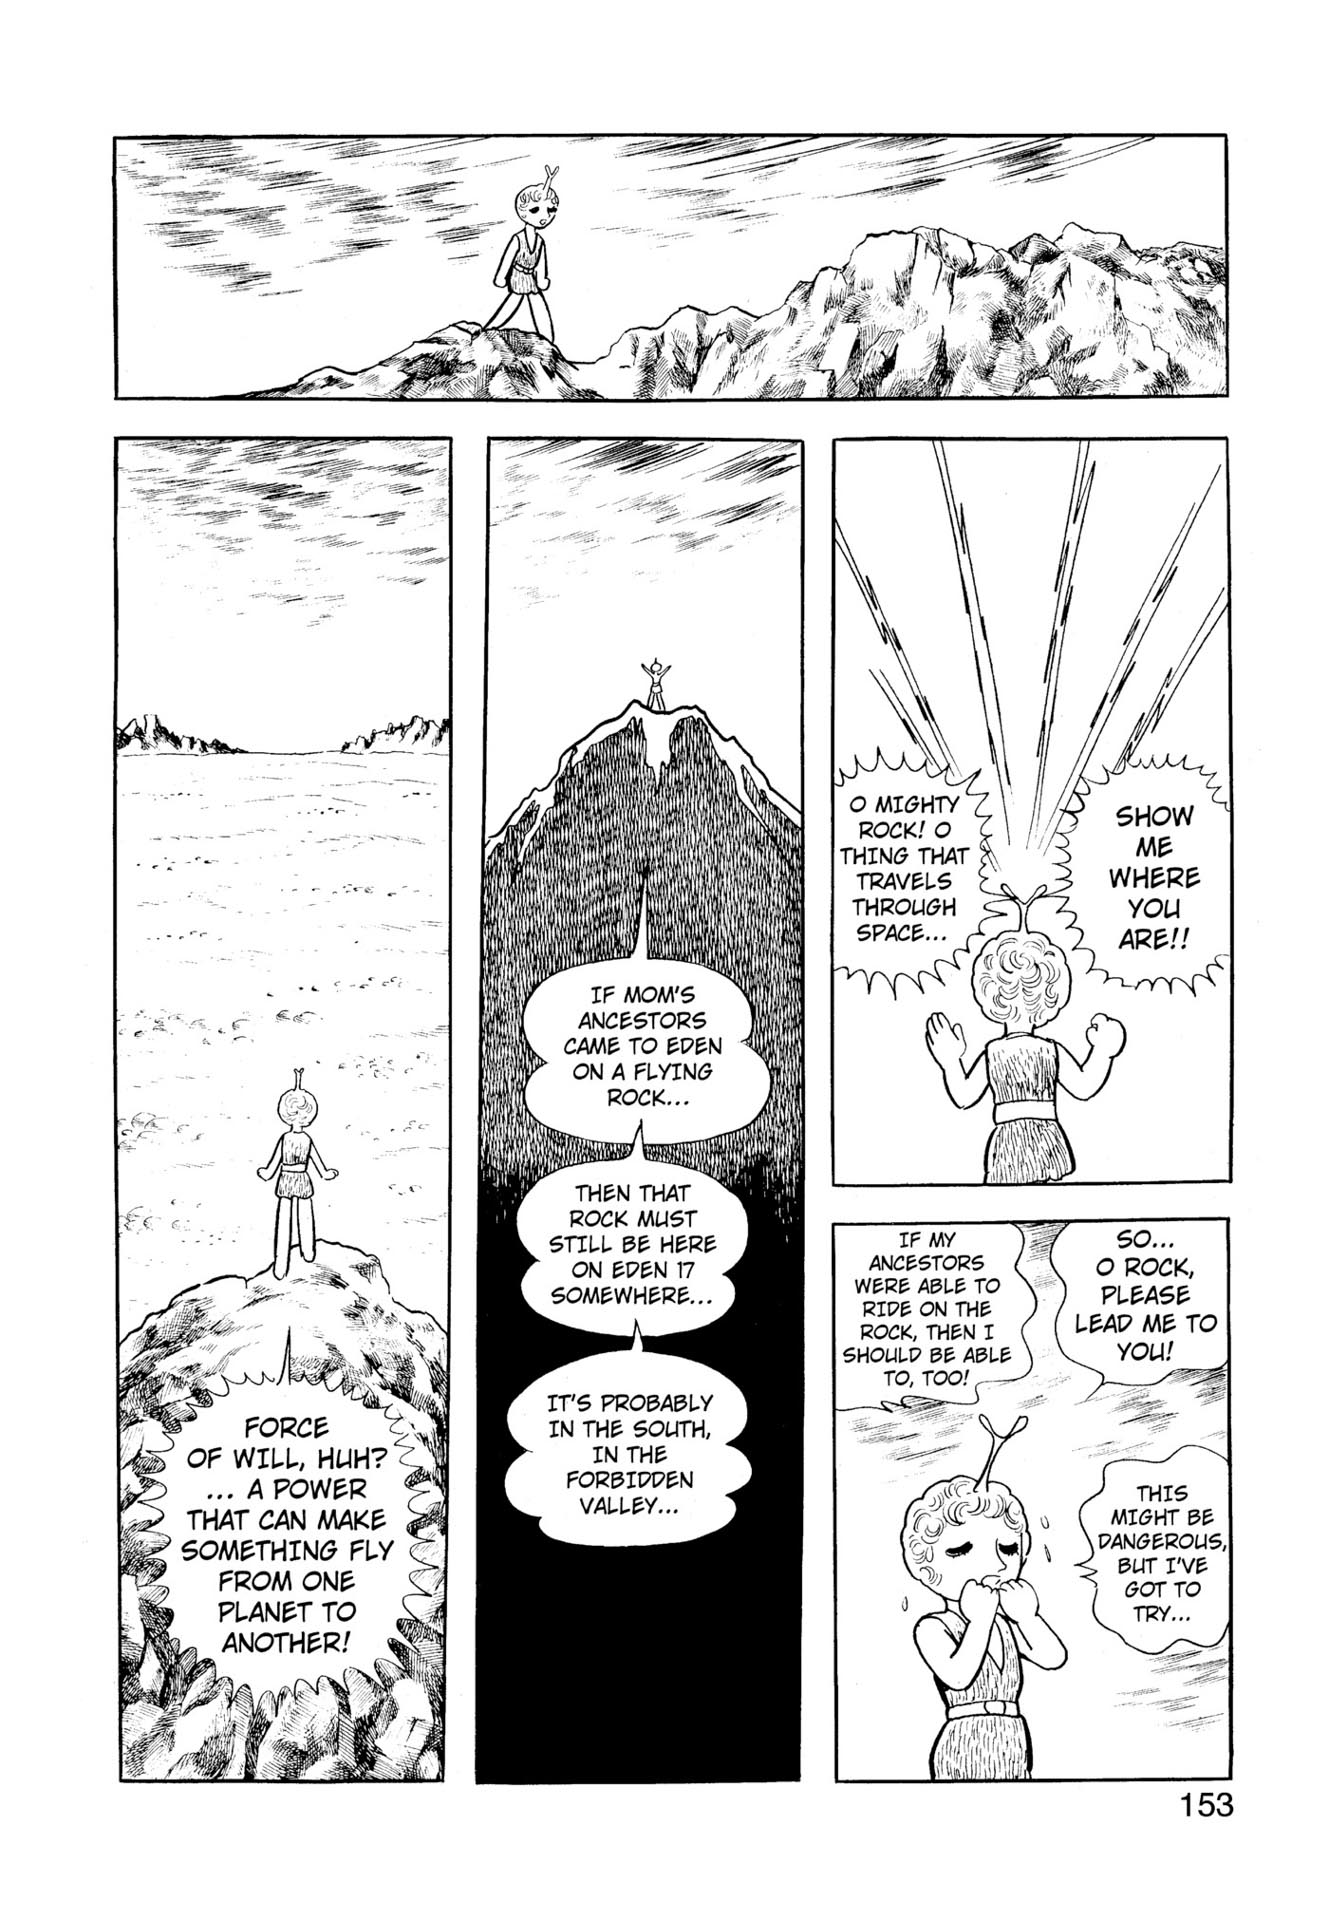 FORCE
OF WILL, HUH?
... A POWER
THAT CAN MAKE
SOMETHING FLY
FROM ONE
PLANET TO
ANOTHER!
IF MOM'S
ANCESTORS
CAME TO EDEN
ON A FLYING
ROCK...
THEN THAT
ROCK MUST
STILL BE HERE
ON EDEN 17
SOMEWHERE...
IT'S PROBABLY
IN THE SOUTH,
IN THE
FORBIDDEN
VALLEY...
O MIGHTY
ROCK! O
THING THAT
TRAVELS
THROUGH
SPACE...
SHOW
ME
WHERE
YOU
ARE!!
IF MY
ANCESTORS
WERE ABLE TO
RIDE ON THE
ROCK, THEN I
SHOULD BE ABLE
TO, TOO!
SO...
O ROCK,
PLEASE
LEAD ME TO
YOU!
THIS
MIGHT BE
DANGEROUS,
BUT I'VE
GOT TO
TRY...
153